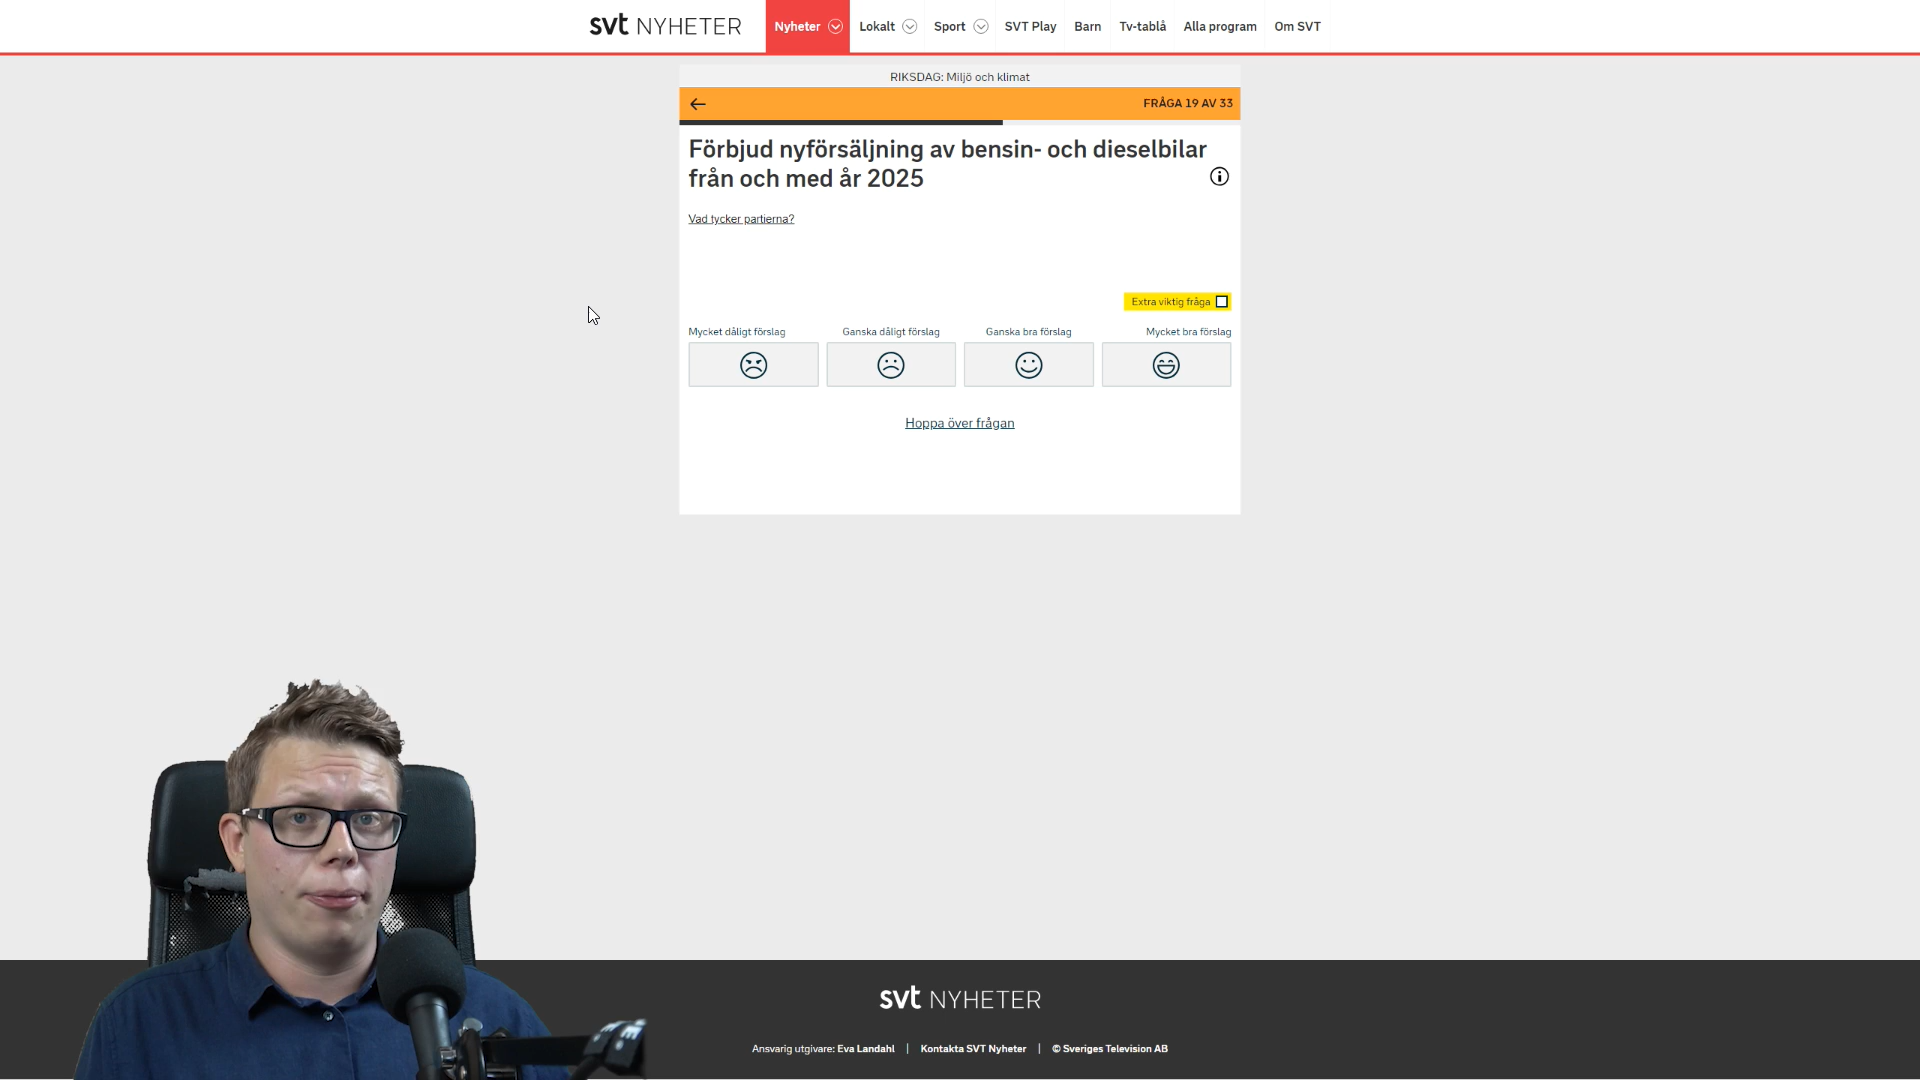 svt NYHETER
Nyheter
Lokalt
Sport
SVT Play
Barn
Tv-tablå
Alla program
Om SVT
RIKSDAG: Miljö och klimat
FRÅGA 19 AV 33
Förbjud nyförsäljning av bensin- och dieselbilar
från och med år 2025
Vad tycker partierna?
Extra viktig fråga
Mycket dåligt förslag
Ganska dåligt förslag
Ganska bra förslag
Mycket bra förslag
Hoppa över frågan
svt NYHETER
Ansvarig utgivare: Eva Landahl | Kontakta SVT Nyheter | © Sveriges Television AB